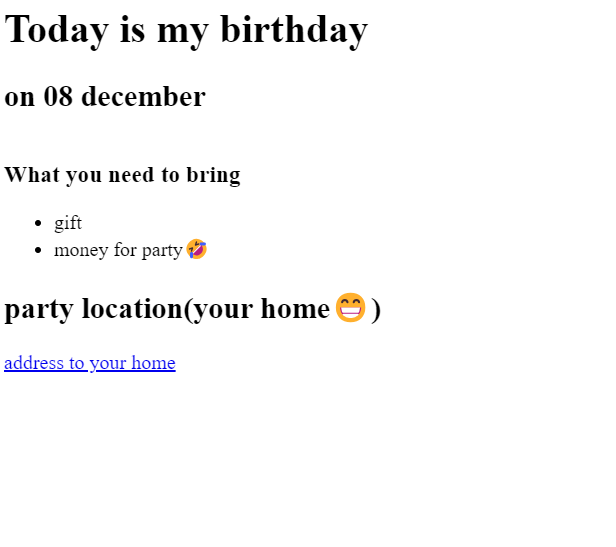 Today is my birthday
on 08 december
What you need to bring
• gift
• money for party🤣
party location(your home😁)
address to your home